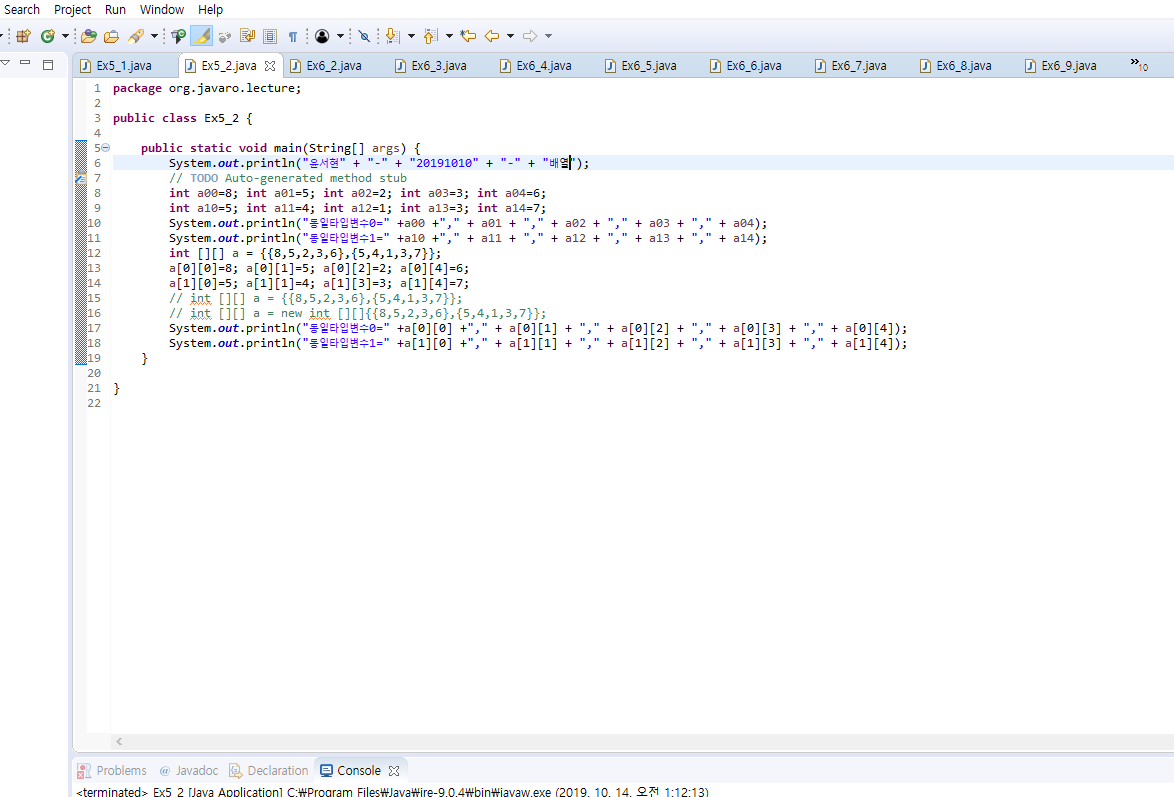 Search Project Run Window Help
Ex5_1.java Ex5_2.java Ex6_2.java Ex6_3.java Ex6_4.java Ex6_5.java Ex6_6.java Ex6_7.java Ex6_8.java Ex6_9.java »10
1 package org.javaro.lecture;
2
3 public class Ex5_2 {
4
5 public static void main(String[] args) {
6 System.out.println("윤서현" + "-" + "20191010" + "-" + "배열");
7 // TODO Auto-generated method stub
8 int a00=8; int a01=5; int a02=2; int a03=3; int a04=6;
9 int a10=5; int a11=4; int a12=1; int a13=3; int a14=7;
10 System.out.println("동일타입변수0=" +a00 +"," + a01 + "," + a02 + "," + a03 + "," + a04);
11 System.out.println("동일타입변수1=" +a10 +"," + a11 + "," + a12 + "," + a13 + "," + a14);
12 int [][] a = {{8,5,2,3,6},{5,4,1,3,7}};
13 a[0][0]=8; a[0][1]=5; a[0][2]=2; a[0][4]=6;
14 a[1][0]=5; a[1][1]=4; a[1][3]=3; a[1][4]=7;
15 // int [][] a = {{8,5,2,3,6},{5,4,1,3,7}};
16 // int [][] a = new int [][]{{8,5,2,3,6},{5,4,1,3,7}};
17 System.out.println("동일타입변수0=" +a[0][0] +"," + a[0][1] + "," + a[0][2] + "," + a[0][3] + "," + a[0][4]);
18 System.out.println("동일타입변수1=" +a[1][0] +"," + a[1][1] + "," + a[1][2] + "," + a[1][3] + "," + a[1][4]);
19 }
20
21 }
22
Problems @ Javadoc Declaration Console
<terminated> Ex5_2 [Java Application] C:₩Program Files₩Java₩jre-9.0.4₩bin₩javaw.exe (2019. 10. 14. 오전 1:12:13)